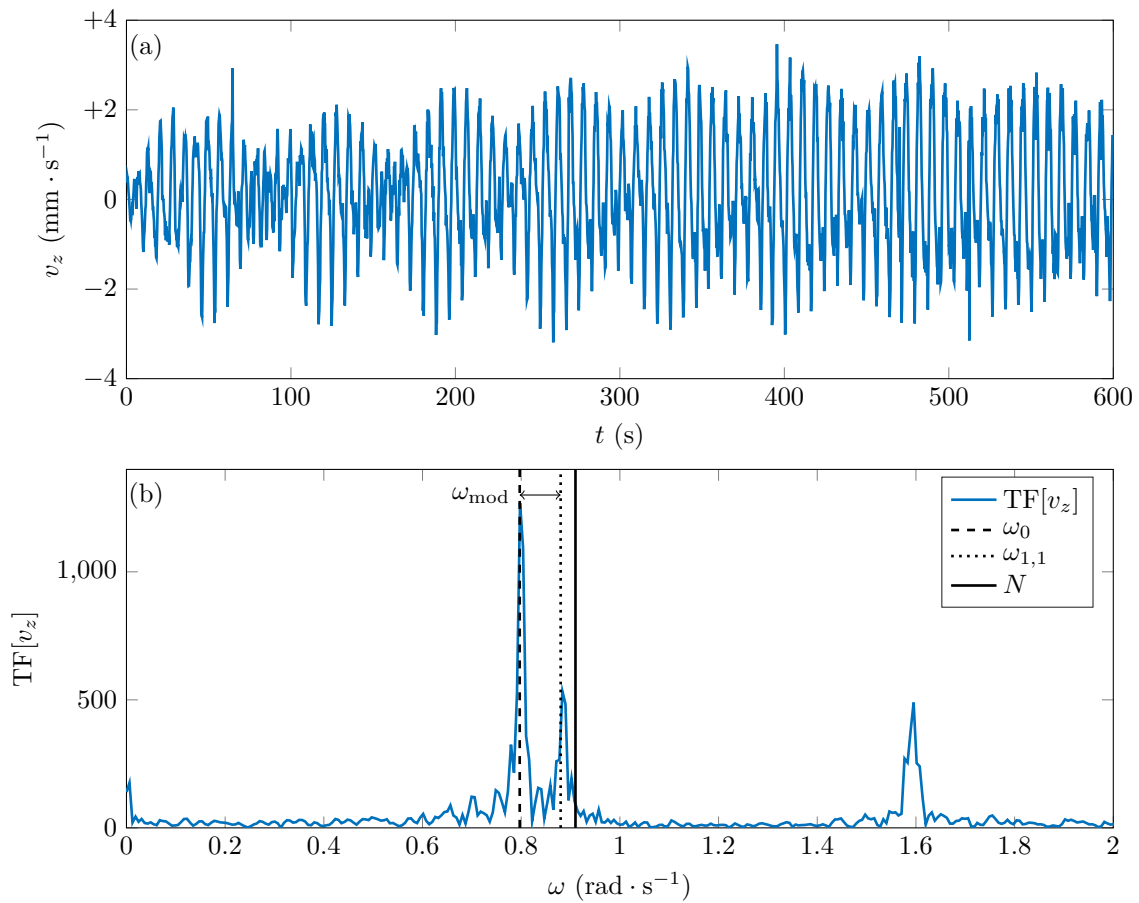 +4
(a)
+2
0
−2
−4
v_z (mm · s⁻¹)
0 100 200 300 400 500 600
t (s)
(b)
ω_mod
TF[v_z]
ω_0
ω_{1,1}
N
1,000
500
0
TF[v_z]
0 0.2 0.4 0.6 0.8 1 1.2 1.4 1.6 1.8 2
ω (rad · s⁻¹)